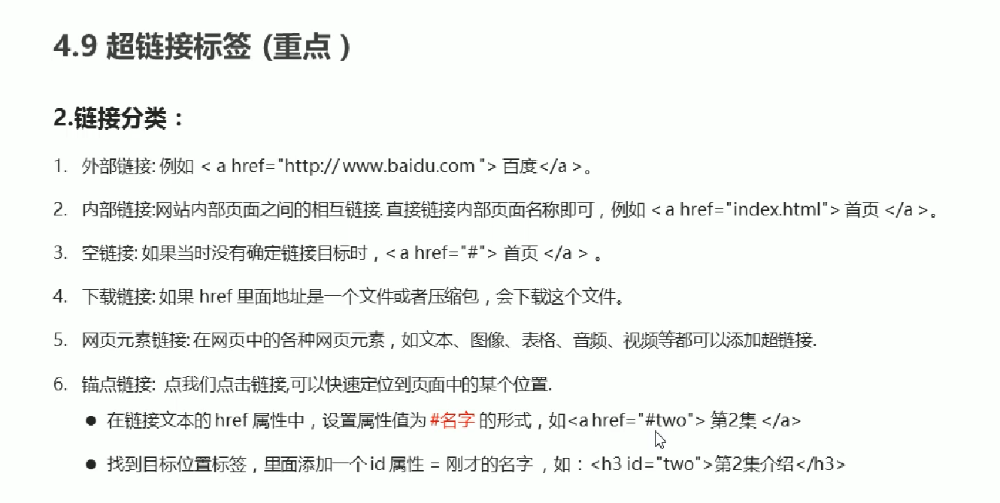 4.9 超链接标签 (重点 )
2.链接分类：
1. 外部链接: 例如 < a href="http:// www.baidu.com "> 百度</a >。
2. 内部链接:网站内部页面之间的相互链接. 直接链接内部页面名称即可，例如 < a href="index.html"> 首页 </a >。
3. 空链接: 如果当时没有确定链接目标时，< a href="#"> 首页 </a > 。
4. 下载链接: 如果 href 里面地址是一个文件或者压缩包，会下载这个文件。
5. 网页元素链接: 在网页中的各种网页元素，如文本、图像、表格、音频、视频等都可以添加超链接.
6. 锚点链接: 点我们点击链接,可以快速定位到页面中的某个位置.
● 在链接文本的 href 属性中，设置属性值为 #名字 的形式，如<a href="#two"> 第2集 </a>
● 找到目标位置标签，里面添加一个 id 属性 = 刚才的名字 ，如：<h3 id="two">第2集介绍</h3>